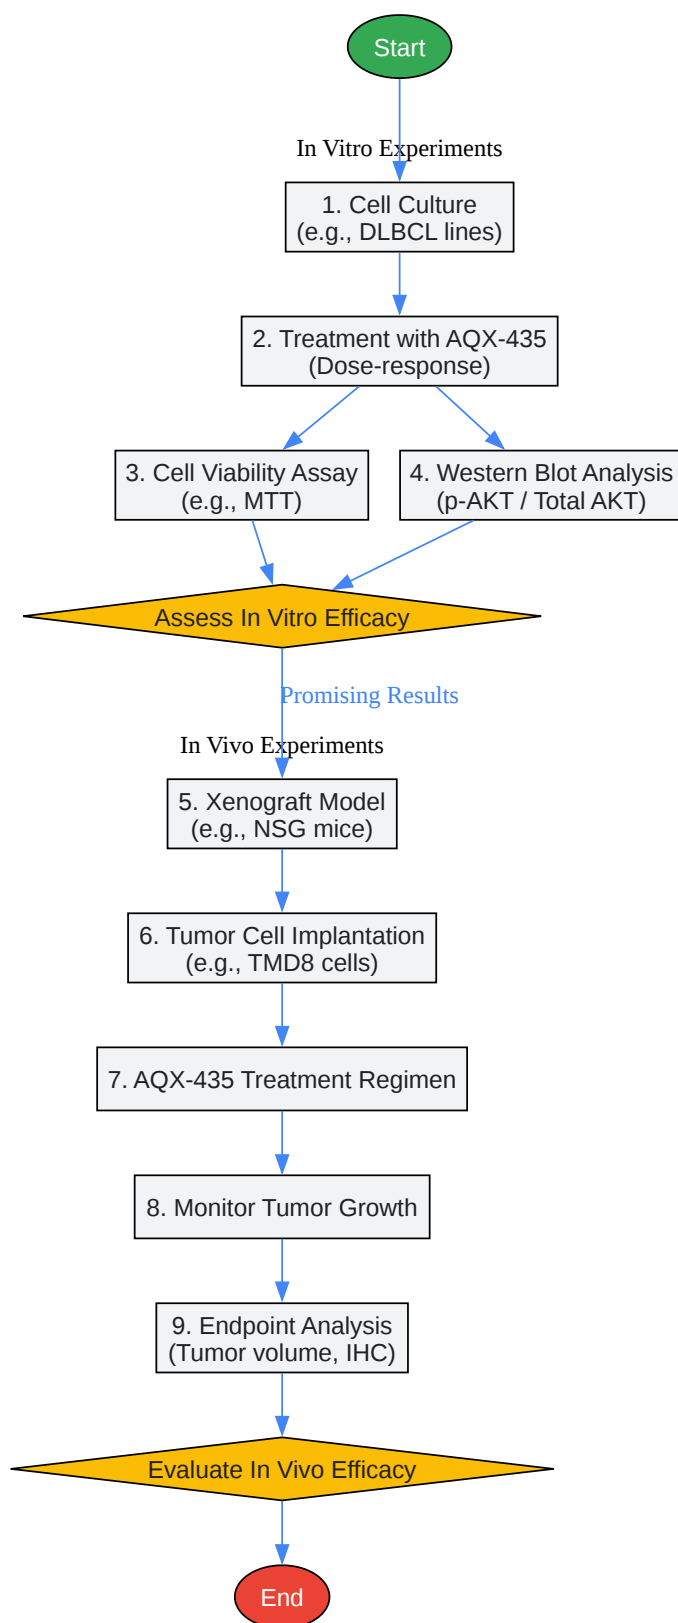 Start
In Vitro Experiments
1. Cell Culture
(e.g., DLBCL lines)
2. Treatment with AQX-435
(Dose-response)
3. Cell Viability Assay
(e.g., MTT)
4. Western Blot Analysis
(p-AKT / Total AKT)
Assess In Vitro Efficacy
Promising Results
In Vivo Experiments
5. Xenograft Model
(e.g., NSG mice)
6. Tumor Cell Implantation
(e.g., TMD8 cells)
7. AQX-435 Treatment Regimen
8. Monitor Tumor Growth
9. Endpoint Analysis
(Tumor volume, IHC)
Evaluate In Vivo Efficacy
End